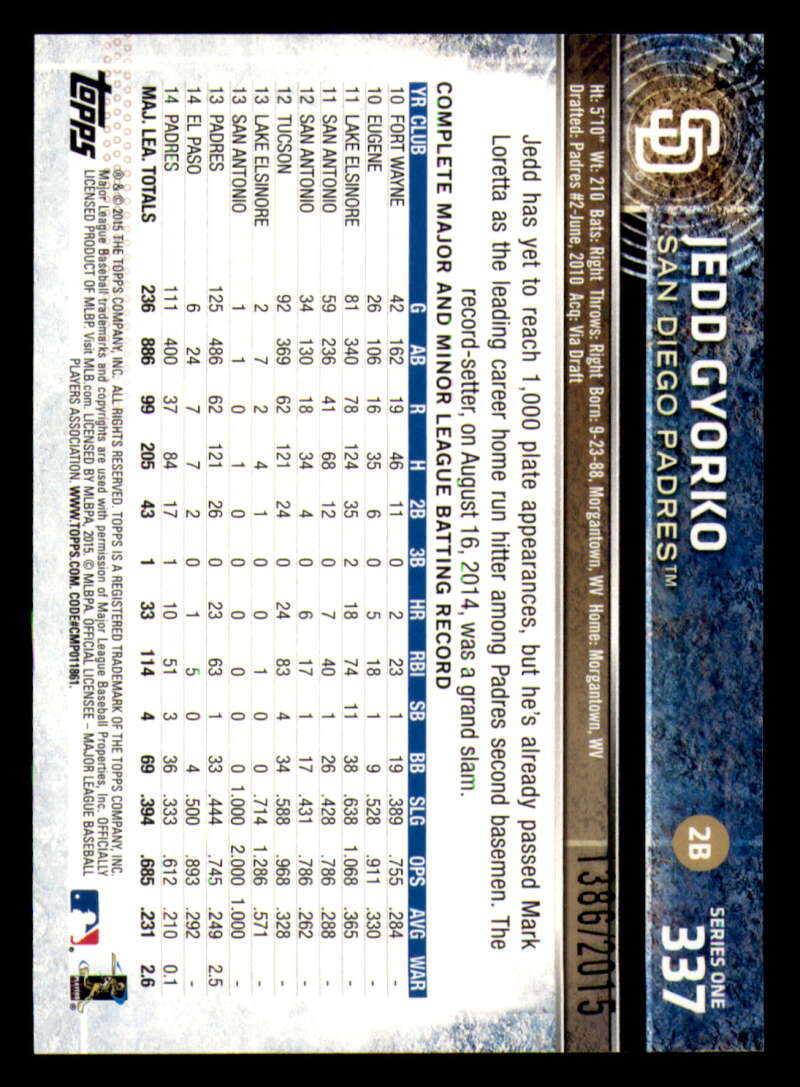 SD
JEDD GYORKO
SAN DIEGO PADRES™
2B
SERIES ONE
337
Ht: 5'10" Wt: 210 Bats: Right Throws: Right Born: 9-23-88, Morgantown, WV Home: Morgantown, WV
Drafted: Padres #2-June, 2010 Acq: Via Draft
1386/2015
Jedd has yet to reach 1,000 plate appearances, but he's already passed Mark
Loretta as the leading career home run hitter among Padres second basemen. The
record-setter, on August 16, 2014, was a grand slam.
COMPLETE MAJOR AND MINOR LEAGUE BATTING RECORD
YR CLUB G AB R H 2B 3B HR RBI SB BB SLG OPS AVG WAR
10 FORT WAYNE 42 162 19 46 11 0 2 23 1 19 .389 .755 .284 -
10 EUGENE 26 106 16 35 6 0 5 18 1 9 .528 .911 .330 -
11 LAKE ELSINORE 81 340 78 124 35 2 18 74 11 38 .638 1.068 .365 -
11 SAN ANTONIO 59 236 41 68 12 0 7 40 1 26 .428 .786 .288 -
12 SAN ANTONIO 34 130 18 34 4 0 6 17 1 17 .431 .786 .262 -
12 TUCSON 92 369 62 121 24 0 24 83 4 34 .588 .968 .328 -
13 LAKE ELSINORE 2 7 2 4 1 0 0 1 0 0 .714 1.286 .571 -
13 SAN ANTONIO 1 1 0 1 0 0 0 0 0 0 1.000 2.000 1.000 -
13 PADRES 125 486 62 121 26 0 23 63 1 33 .444 .745 .249 2.5
14 EL PASO 6 24 7 7 2 0 1 5 0 4 .500 .893 .292 -
14 PADRES 111 400 37 84 17 1 10 51 3 36 .333 .612 .210 0.1
MAJ. LEA. TOTALS 236 886 99 205 43 1 33 114 4 69 .394 .685 .231 2.6
topps
® & © 2015 THE TOPPS COMPANY, INC. ALL RIGHTS RESERVED. TOPPS IS A REGISTERED TRADEMARK OF THE TOPPS COMPANY, INC.
Major League Baseball trademarks and copyrights are used with permission of Major League Baseball Properties, Inc. OFFICIALLY
LICENSED PRODUCT OF MLBP. Visit MLB.com. LICENSED BY MLBPA, 2015. © MLBPA. OFFICIAL LICENSEE – MAJOR LEAGUE BASEBALL
PLAYERS ASSOCIATION. WWW.TOPPS.COM. CODE#CMP011861.